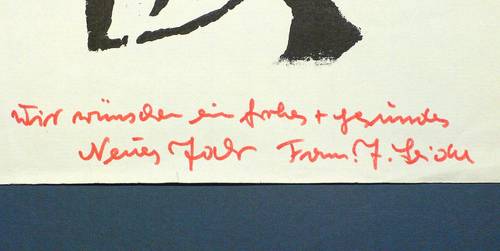 Wir wünschen ein frohes + gesundes
Neues Jahr Fam. J.